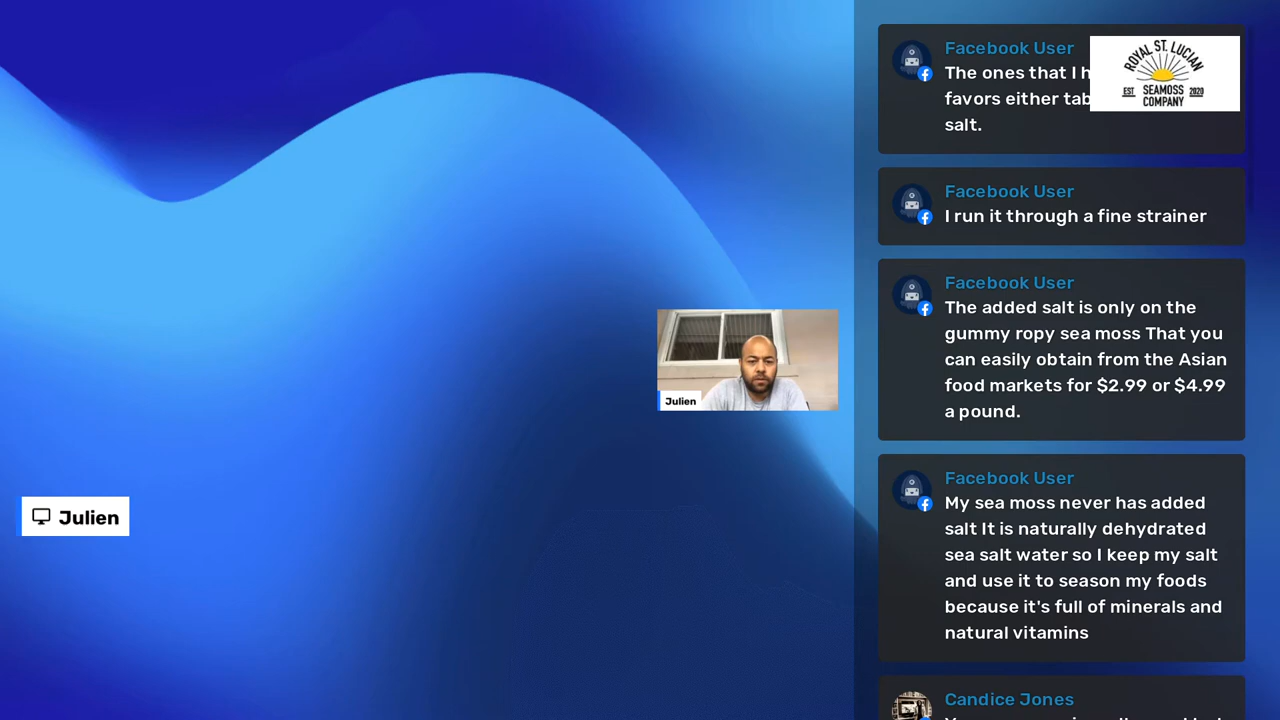 Facebook User
The ones that I
favors either
salt.
ROYAL ST. LUCIAN
EST SEAMOSS 2020
COMPANY
Facebook User
I run it through a fine strainer
Facebook User
The added salt is only on the
gummy ropy sea moss That you
can easily obtain from the Asian
food markets for $2.99 or $4.99
a pound.
Facebook User
My sea moss never has added
salt It is naturally dehydrated
sea salt water so I keep my salt
and use it to season my foods
because it's full of minerals and
natural vitamins
Candice Jones
Julien
Julien